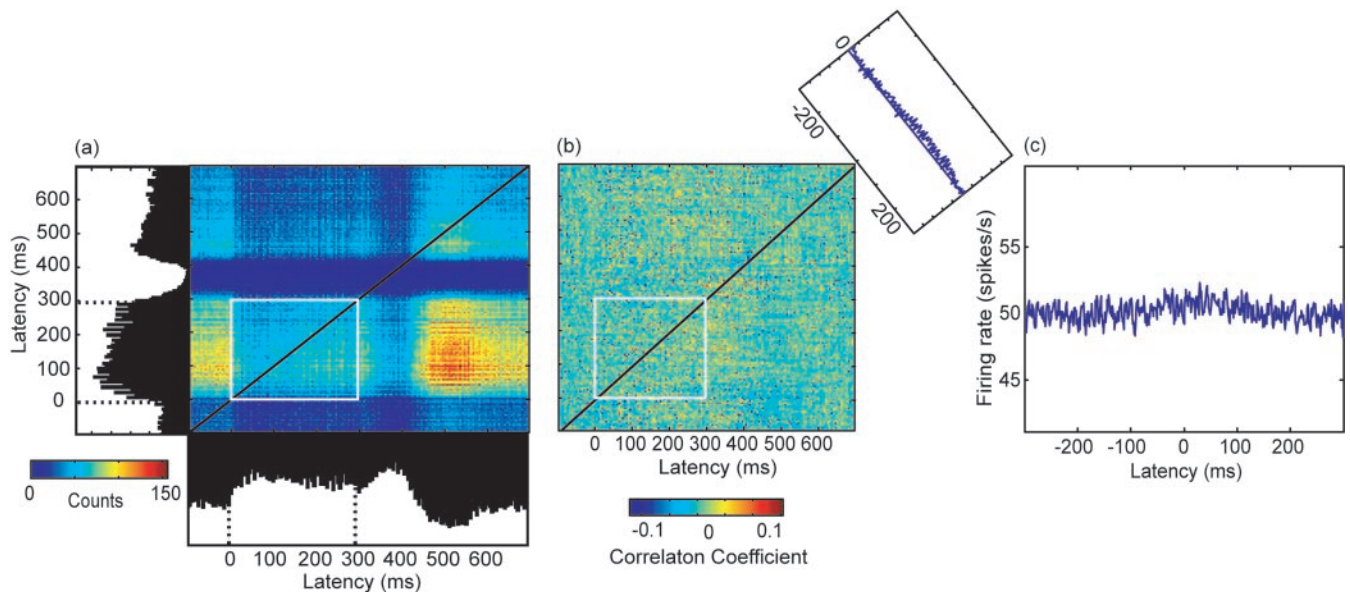 0
-200
200
(a)
Latency (ms)
600
500
400
300
200
100
0
0 150
Counts
0 100 200 300 400 500 600
Latency (ms)
(b)
0 100 200 300 400 500 600
Latency (ms)
-0.1 0 0.1
Correlaton Coefficient
(c)
Firing rate (spikes/s)
55
50
45
-200 -100 0 100 200
Latency (ms)